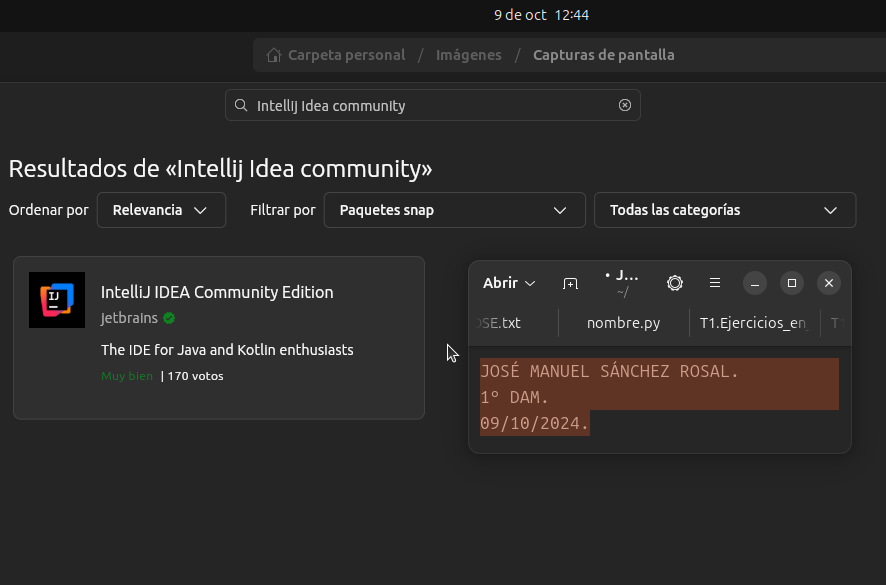 9 de oct 12:44
Carpeta personal / Imágenes / Capturas de pantalla
Intellij Idea community
Resultados de «Intellij Idea community»
Ordenar por Relevancia Filtrar por Paquetes snap Todas las categorías
IJ
IntelliJ IDEA Community Edition
jetbrains
The IDE for Java and Kotlin enthusiasts
Muy bien | 170 votos
Abrir • J...
~/
OSE.txt nombre.py T1.Ejercicios_en T1
JOSÉ MANUEL SÁNCHEZ ROSAL.
1º DAM.
09/10/2024.